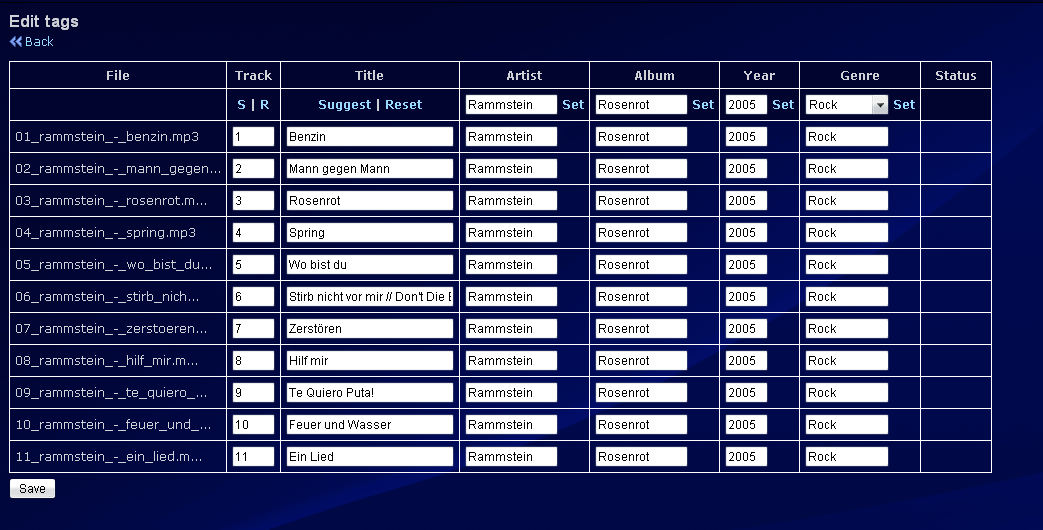 Edit tags
Back
File Track Title Artist Album Year Genre Status
S | R Suggest | Reset Rammstein Set Rosenrot Set 2005 Set Rock Set
01_rammstein_-_benzin.mp3 1 Benzin Rammstein Rosenrot 2005 Rock
02_rammstein_-_mann_gegen... 2 Mann gegen Mann Rammstein Rosenrot 2005 Rock
03_rammstein_-_rosenrot.m... 3 Rosenrot Rammstein Rosenrot 2005 Rock
04_rammstein_-_spring.mp3 4 Spring Rammstein Rosenrot 2005 Rock
05_rammstein_-_wo_bist_du... 5 Wo bist du Rammstein Rosenrot 2005 Rock
06_rammstein_-_stirb_nich... 6 Stirb nicht vor mir // Don't Die Rammstein Rosenrot 2005 Rock
07_rammstein_-_zerstoeren... 7 Zerstören Rammstein Rosenrot 2005 Rock
08_rammstein_-_hilf_mir.m... 8 Hilf mir Rammstein Rosenrot 2005 Rock
09_rammstein_-_te_quiero_... 9 Te Quiero Puta! Rammstein Rosenrot 2005 Rock
10_rammstein_-_feuer_und_... 10 Feuer und Wasser Rammstein Rosenrot 2005 Rock
11_rammstein_-_ein_lied.m... 11 Ein Lied Rammstein Rosenrot 2005 Rock
Save